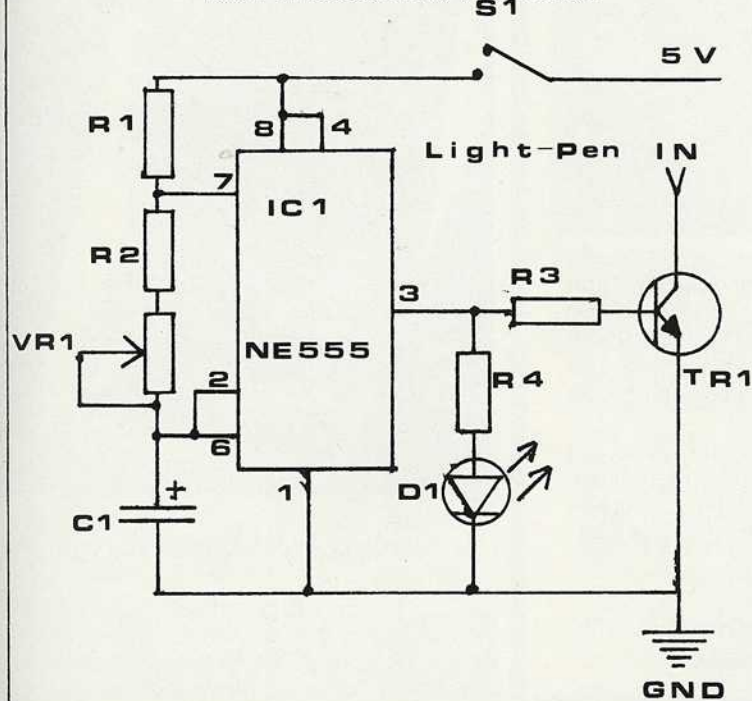 S1
5 V
R1
8 4
Light-Pen IN
7
IC1
R2
3
R3
VR1
NE555
2
R4
TR1
6
1
D1
+
C1
GND